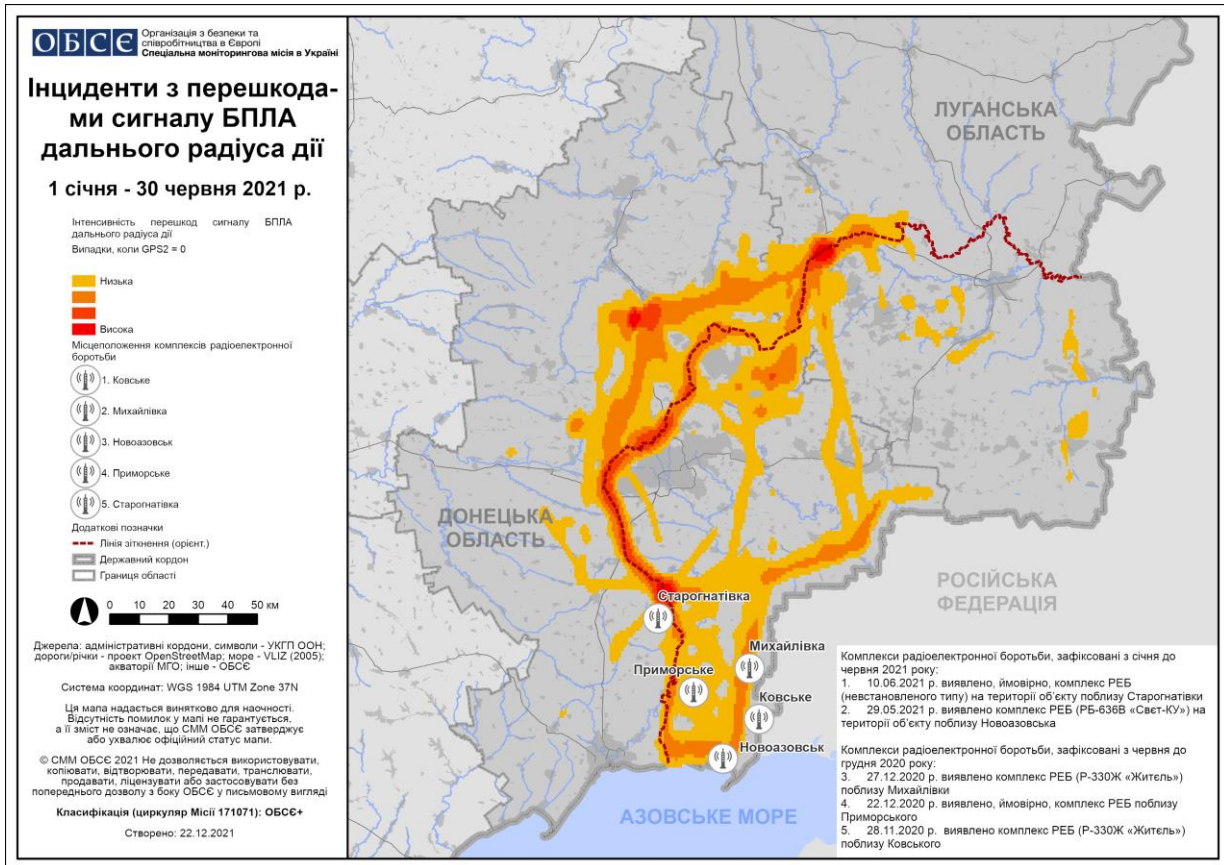 ОБСЄ
Організація з безпеки та
співробітництва в Європі
Спеціальна моніторингова місія в Україні
Інциденти з перешкода-
ми сигналу БПЛА
дальнього радіуса дії
1 січня - 30 червня 2021 р.
Інтенсивність перешкод сигналу БПЛА
дальнього радіуса дії
Випадки, коли GPS2 = 0
Низька
Висока
Місцеположення комплексів радіоелектронної
боротьби
1. Ковське
2. Михайлівка
3. Новоазовськ
4. Приморське
5. Старогнатівка
Додаткові позначки
Лінія зіткнення (орієнт.)
Державний кордон
Границя області
0 10 20 30 40 50 км
Джерела: адміністративні кордони, символи - УКГП ООН;
дороги/річки - проект OpenStreetMap; море - VLIZ (2005);
акваторії МГО; інше - ОБСЄ
Система координат: WGS 1984 UTM Zone 37N
Ця мапа надається винятково для наочності.
Відсутність помилок у мапі не гарантується,
а її зміст не означає, що СММ ОБСЄ затверджує
або ухвалює офіційний статус мапи.
© СММ ОБСЄ 2021 Не дозволяється використовувати,
копіювати, відтворювати, передавати, транслювати,
продавати, ліцензувати або застосовувати без
попереднього дозволу з боку ОБСЄ у письмовому вигляді
Класифікація (циркуляр Місії 171071): ОБСЄ+
Створено: 22.12.2021
ЛУГАНСЬКА
ОБЛАСТЬ
ДОНЕЦЬКА
ОБЛАСТЬ
РОСІЙСЬКА
ФЕДЕРАЦІЯ
Старогнатівка
Михайлівка
Приморське
Ковське
Новоазовськ
АЗОВСЬКЕ МОРЕ
Комплекси радіоелектронної боротьби, зафіксовані з січня до
червня 2021 року:
1. 10.06.2021 р. виявлено, ймовірно, комплекс РЕБ
(невстановленого типу) на території об’єкту поблизу Старогнатівки
2. 29.05.2021 р. виявлено комплекс РЕБ (РБ-636В «Свєт-КУ») на
території об’єкту поблизу Новоазовська
Комплекси радіоелектронної боротьби, зафіксовані з червня до
грудня 2020 року:
3. 27.12.2020 р. виявлено комплекс РЕБ (Р-330Ж «Житєль»)
поблизу Михайлівки
4. 22.12.2020 р. виявлено, ймовірно, комплекс РЕБ поблизу
Приморського
5. 28.11.2020 р. виявлено комплекс РЕБ (Р-330Ж «Житєль»)
поблизу Ковського